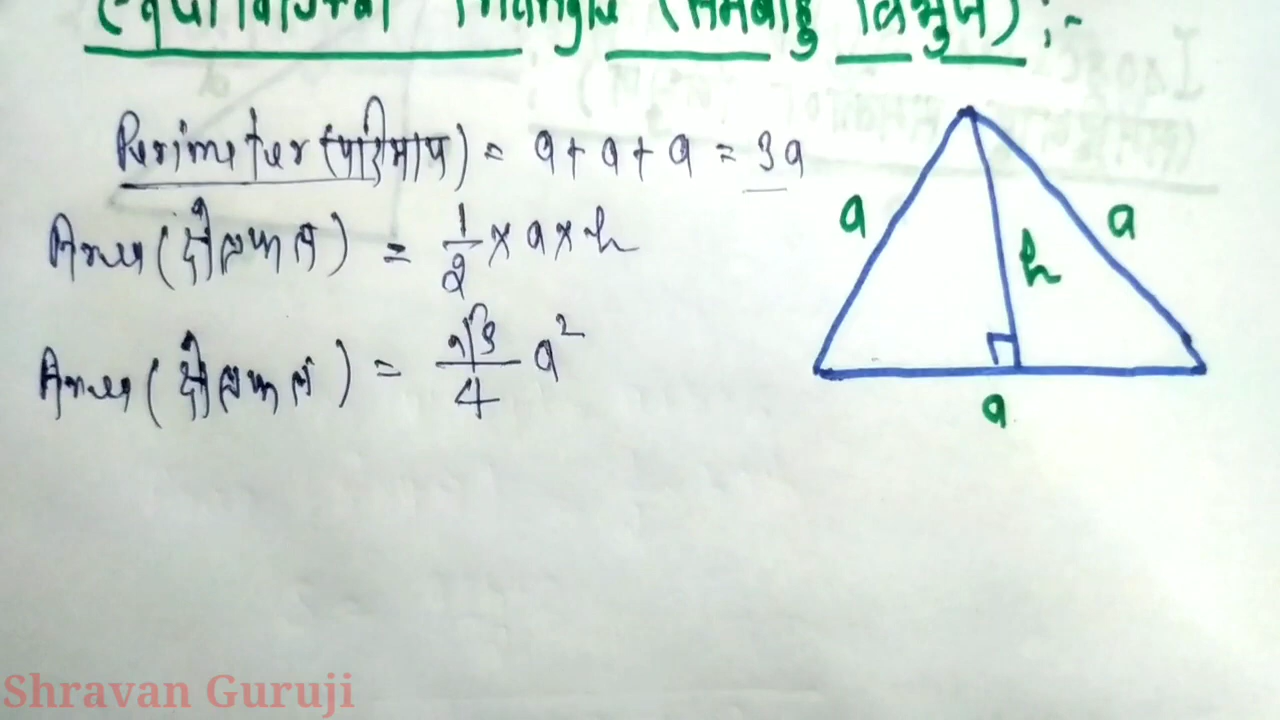 Equilateral Triangle (समबाहु त्रिभुज) :-
Perimeter (परिमाप) = a + a + a = 3a
Area (क्षेत्रफल) = 1/2 × a × h
Area (क्षेत्रफल) = √3/4 a²
a
a
h
a
Shravan Guruji